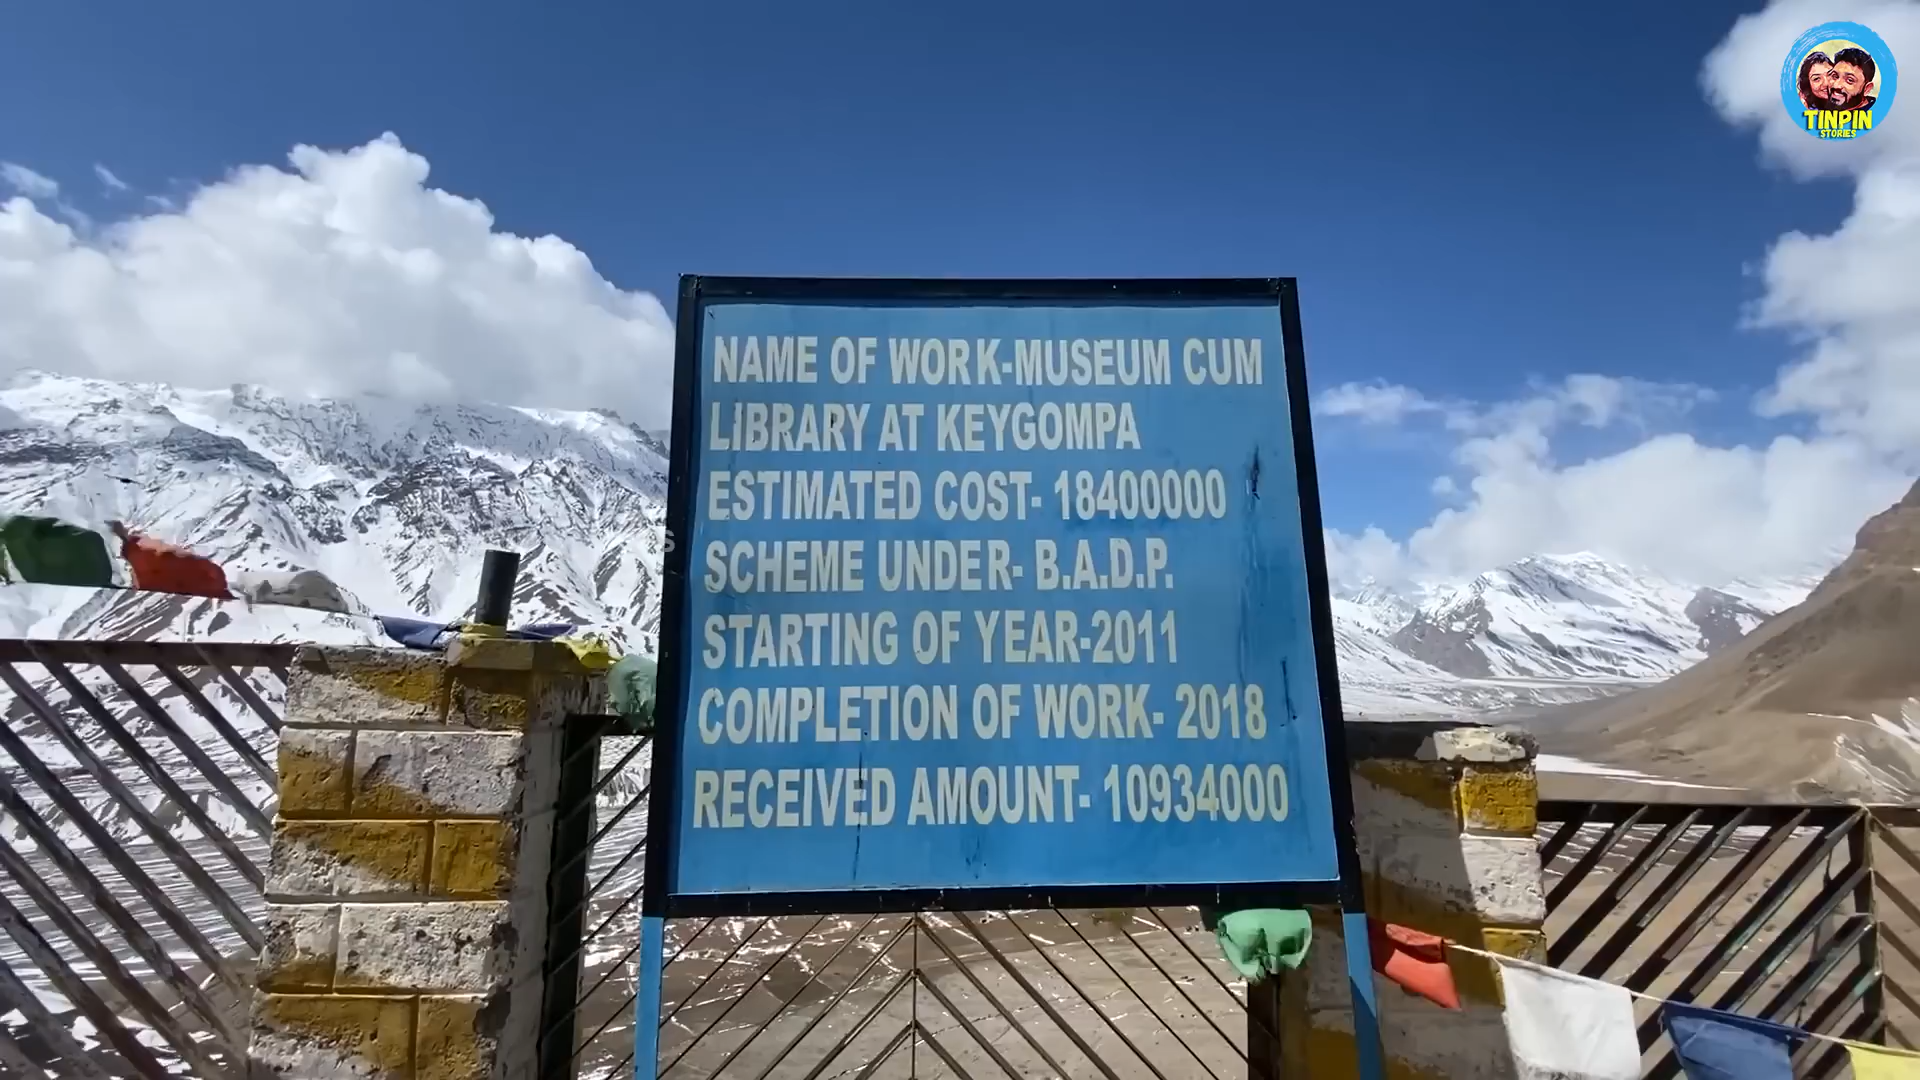 TINPIN
STORIES
NAME OF WORK-MUSEUM CUM
LIBRARY AT KEYGOMPA
ESTIMATED COST- 18400000
SCHEME UNDER- B.A.D.P.
STARTING OF YEAR-2011
COMPLETION OF WORK- 2018
RECEIVED AMOUNT- 10934000